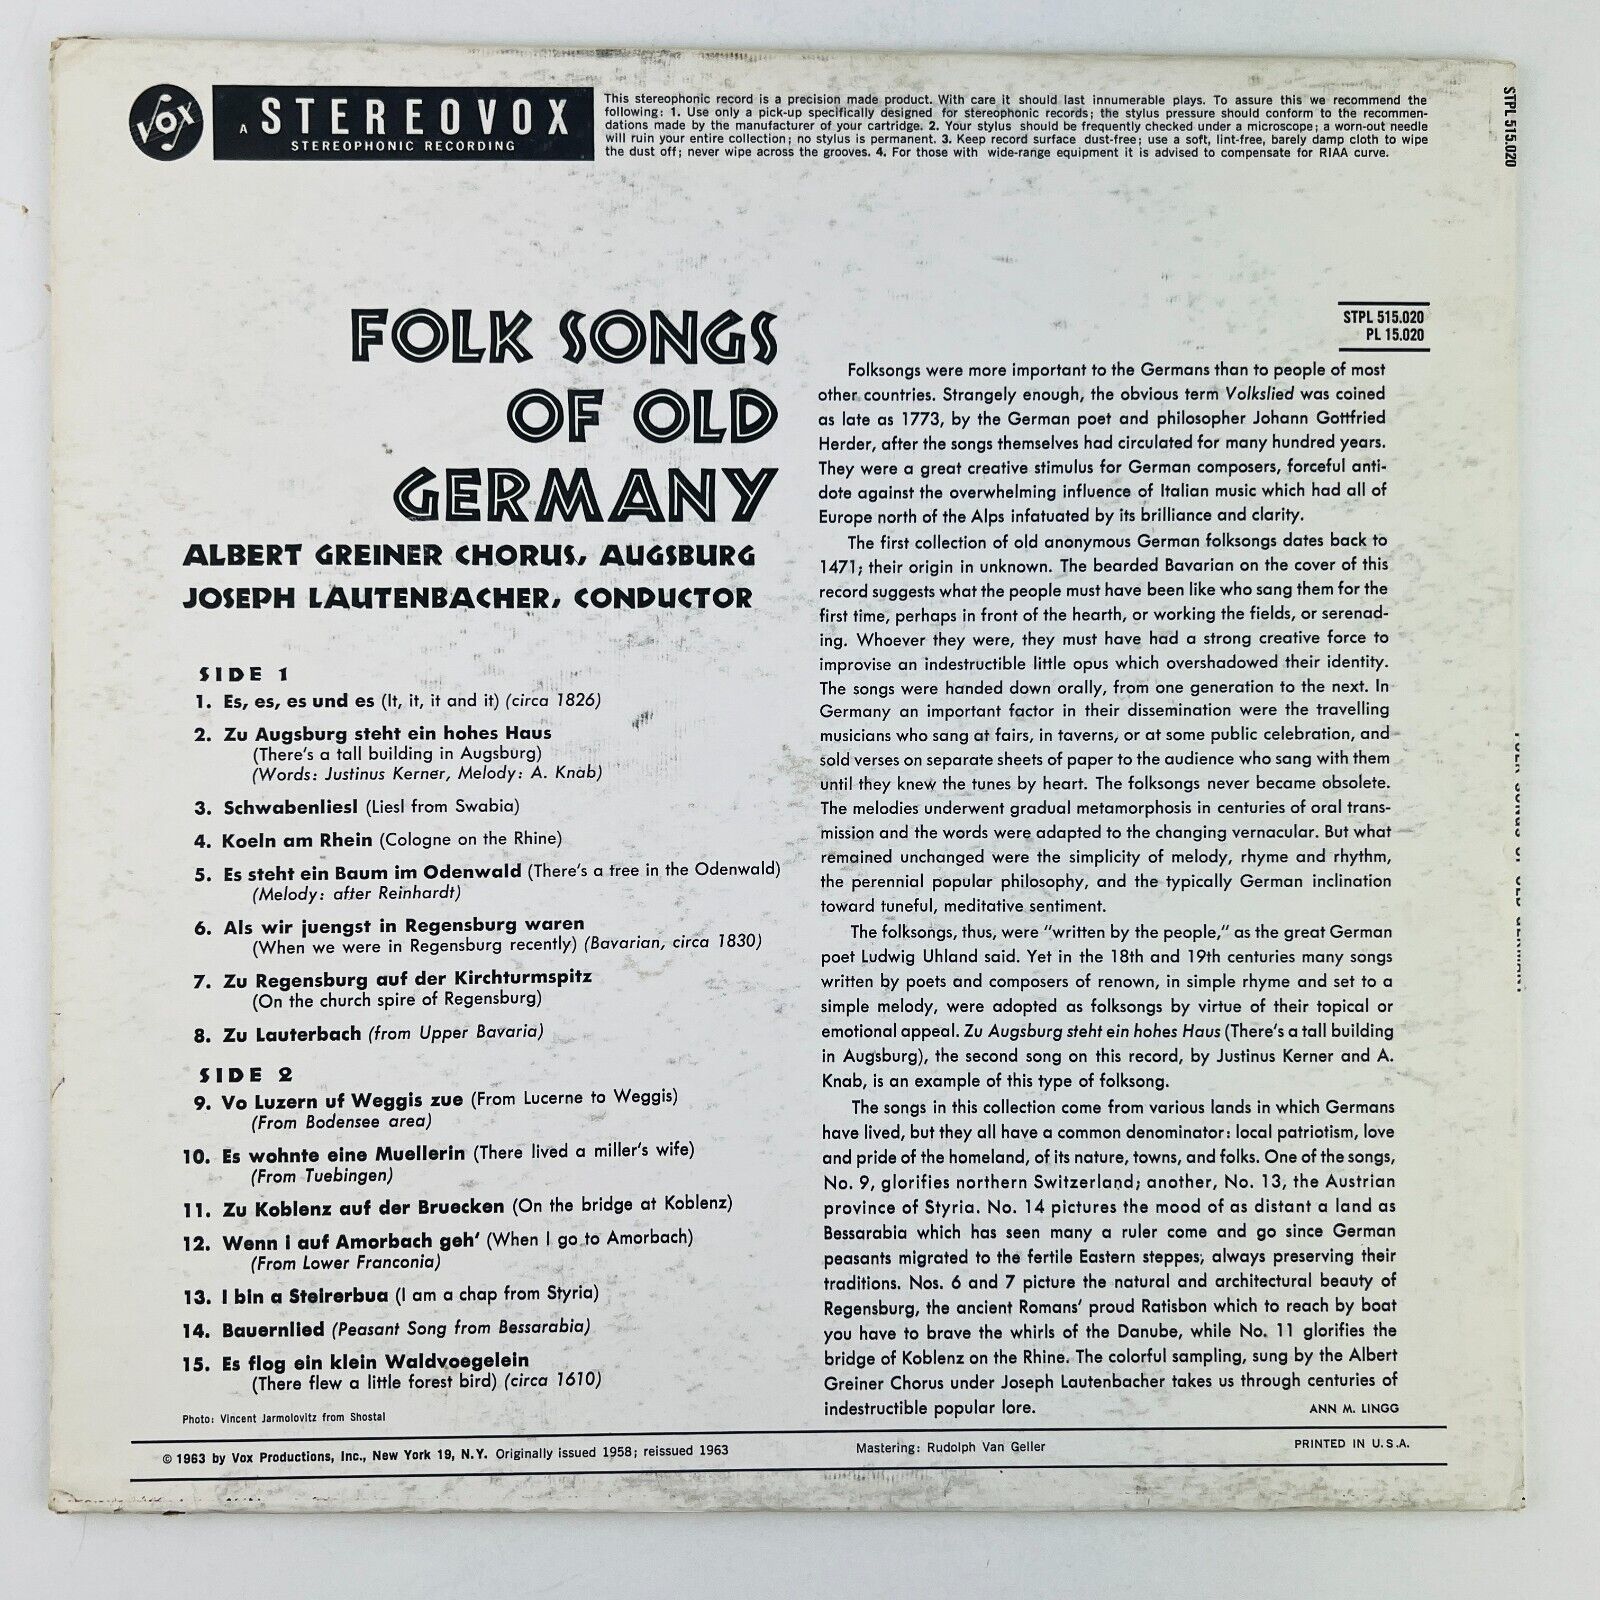 VOX
A STEREOVOX
STEREOPHONIC RECORDING
This stereophonic record is a precision made product. With care it should last innumerable plays. To assure this we recommend the
following: 1. Use only a pick-up specifically designed for stereophonic records; the stylus pressure should conform to the recommen-
dations made by the manufacturer of your cartridge. 2. Your stylus should be frequently checked under a microscope; a worn-out needle
will ruin your entire collection; no stylus is permanent. 3. Keep record surface dust-free; use a soft, lint-free, barely damp cloth to wipe
the dust off; never wipe across the grooves. 4. For those with wide-range equipment it is advised to compensate for RIAA curve.
STPL 515.020
FOLK SONGS
OF OLD
GERMANY
ALBERT GREINER CHORUS, AUGSBURG
JOSEPH LAUTENBACHER, CONDUCTOR
SIDE 1
1. Es, es, es und es (It, it, it and it) (circa 1826)
2. Zu Augsburg steht ein hohes Haus
(There's a tall building in Augsburg)
(Words: Justinus Kerner, Melody: A. Knab)
3. Schwabenliesl (Liesl from Swabia)
4. Koeln am Rhein (Cologne on the Rhine)
5. Es steht ein Baum im Odenwald (There's a tree in the Odenwald)
(Melody: after Reinhardt)
6. Als wir juengst in Regensburg waren
(When we were in Regensburg recently) (Bavarian, circa 1830)
7. Zu Regensburg auf der Kirchturmspitz
(On the church spire of Regensburg)
8. Zu Lauterbach (from Upper Bavaria)
SIDE 2
9. Vo Luzern uf Weggis zue (From Lucerne to Weggis)
(From Bodensee area)
10. Es wohnte eine Muellerin (There lived a miller's wife)
(From Tuebingen)
11. Zu Koblenz auf der Bruecken (On the bridge at Koblenz)
12. Wenn i auf Amorbach geh' (When I go to Amorbach)
(From Lower Franconia)
13. I bin a Steirerbua (I am a chap from Styria)
14. Bauernlied (Peasant Song from Bessarabia)
15. Es flog ein klein Waldvoegelein
(There flew a little forest bird) (circa 1610)
Photo: Vincent Jarmolovitz from Shostal
STPL 515.020
PL 15.020
Folksongs were more important to the Germans than to people of most
other countries. Strangely enough, the obvious term Volkslied was coined
as late as 1773, by the German poet and philosopher Johann Gottfried
Herder, after the songs themselves had circulated for many hundred years.
They were a great creative stimulus for German composers, forceful anti-
dote against the overwhelming influence of Italian music which had all of
Europe north of the Alps infatuated by its brilliance and clarity.
The first collection of old anonymous German folksongs dates back to
1471; their origin in unknown. The bearded Bavarian on the cover of this
record suggests what the people must have been like who sang them for the
first time, perhaps in front of the hearth, or working the fields, or serenad-
ing. Whoever they were, they must have had a strong creative force to
improvise an indestructible little opus which overshadowed their identity.
The songs were handed down orally, from one generation to the next. In
Germany an important factor in their dissemination were the travelling
musicians who sang at fairs, in taverns, or at some public celebration, and
sold verses on separate sheets of paper to the audience who sang with them
until they knew the tunes by heart. The folksongs never became obsolete.
The melodies underwent gradual metamorphosis in centuries of oral trans-
mission and the words were adapted to the changing vernacular. But what
remained unchanged were the simplicity of melody, rhyme and rhythm,
the perennial popular philosophy, and the typically German inclination
toward tuneful, meditative sentiment.
The folksongs, thus, were "written by the people," as the great German
poet Ludwig Uhland said. Yet in the 18th and 19th centuries many songs
written by poets and composers of renown, in simple rhyme and set to a
simple melody, were adopted as folksongs by virtue of their topical or
emotional appeal. Zu Augsburg steht ein hohes Haus (There's a tall building
in Augsburg), the second song on this record, by Justinus Kerner and A.
Knab, is an example of this type of folksong.
The songs in this collection come from various lands in which Germans
have lived, but they all have a common denominator: local patriotism, love
and pride of the homeland, of its nature, towns, and folks. One of the songs,
No. 9, glorifies northern Switzerland; another, No. 13, the Austrian
province of Styria. No. 14 pictures the mood of as distant a land as
Bessarabia which has seen many a ruler come and go since German
peasants migrated to the fertile Eastern steppes, always preserving their
traditions. Nos. 6 and 7 picture the natural and architectural beauty of
Regensburg, the ancient Romans' proud Ratisbon which to reach by boat
you have to brave the whirls of the Danube, while No. 11 glorifies the
bridge of Koblenz on the Rhine. The colorful sampling, sung by the Albert
Greiner Chorus under Joseph Lautenbacher takes us through centuries of
indestructible popular lore. ANN M. LINGG
FOLK SONGS OF OLD GERMANY
© 1963 by Vox Productions, Inc., New York 19, N.Y. Originally issued 1958; reissued 1963
Mastering: Rudolph Van Geller
PRINTED IN U.S.A.